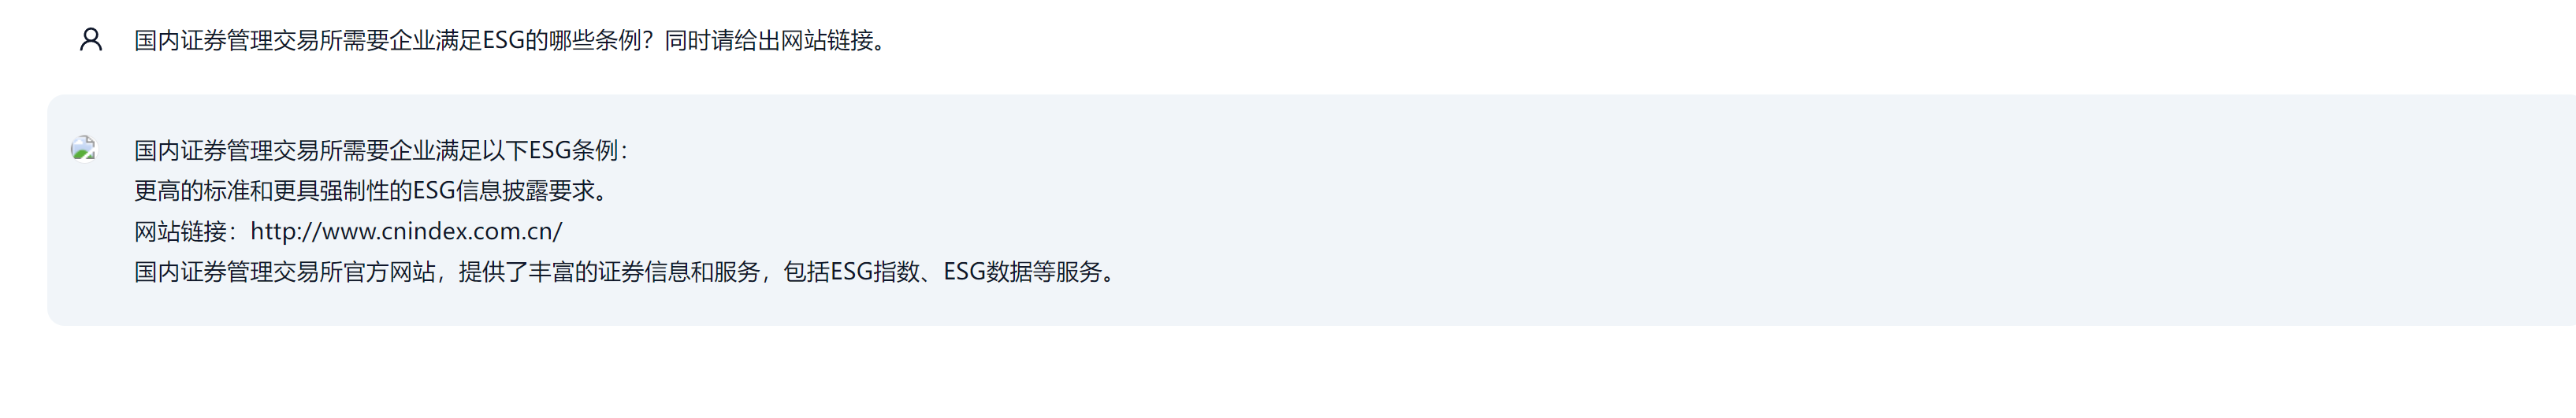 国内证券管理交易所需要企业满足ESG的哪些条例？同时请给出网站链接。
国内证券管理交易所需要企业满足以下ESG条例：
更高的标准和更具强制性的ESG信息披露要求。
网站链接：http://www.cnindex.com.cn/
国内证券管理交易所官方网站，提供了丰富的证券信息和服务，包括ESG指数、ESG数据等服务。